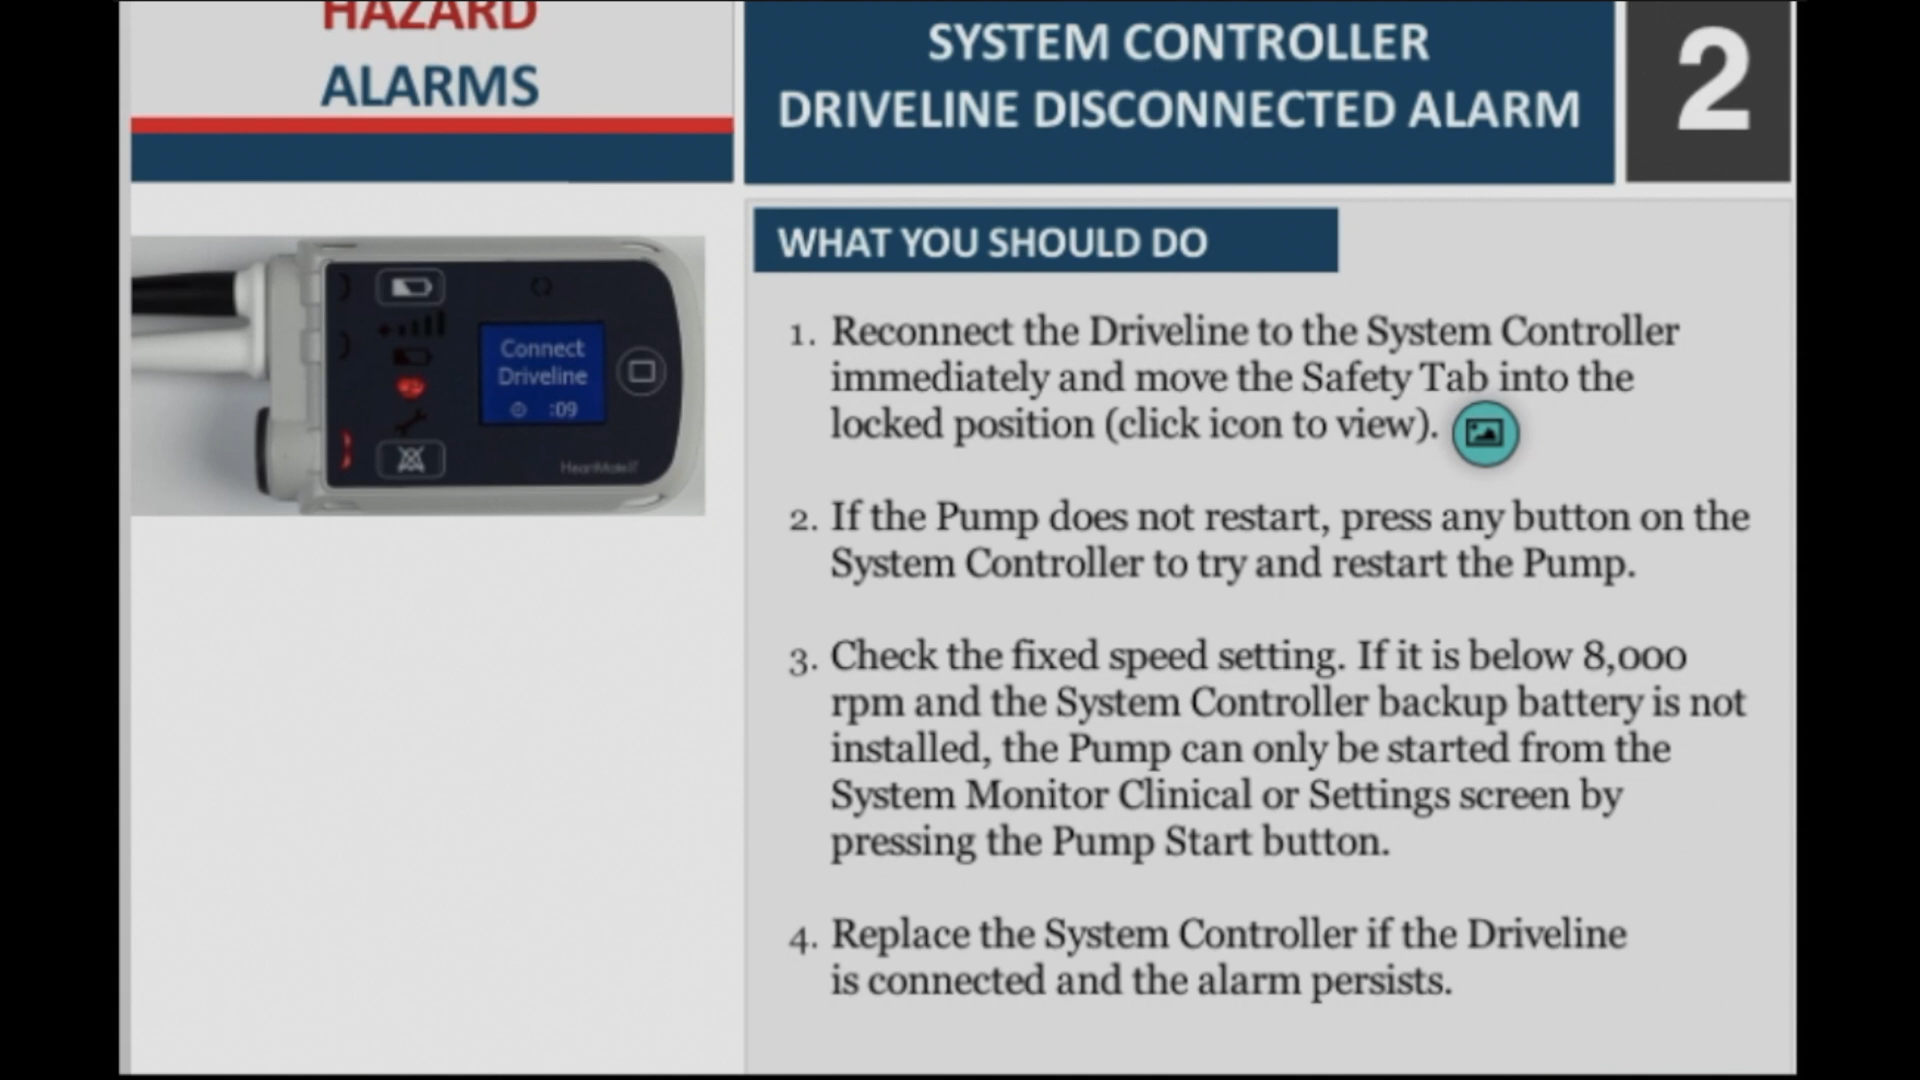 HAZARD
ALARMS
SYSTEM CONTROLLER
DRIVELINE DISCONNECTED ALARM
2
Connect
Driveline
:09
HeartMate II
WHAT YOU SHOULD DO
1. Reconnect the Driveline to the System Controller
immediately and move the Safety Tab into the
locked position (click icon to view).
2. If the Pump does not restart, press any button on the
System Controller to try and restart the Pump.
3. Check the fixed speed setting. If it is below 8,000
rpm and the System Controller backup battery is not
installed, the Pump can only be started from the
System Monitor Clinical or Settings screen by
pressing the Pump Start button.
4. Replace the System Controller if the Driveline
is connected and the alarm persists.